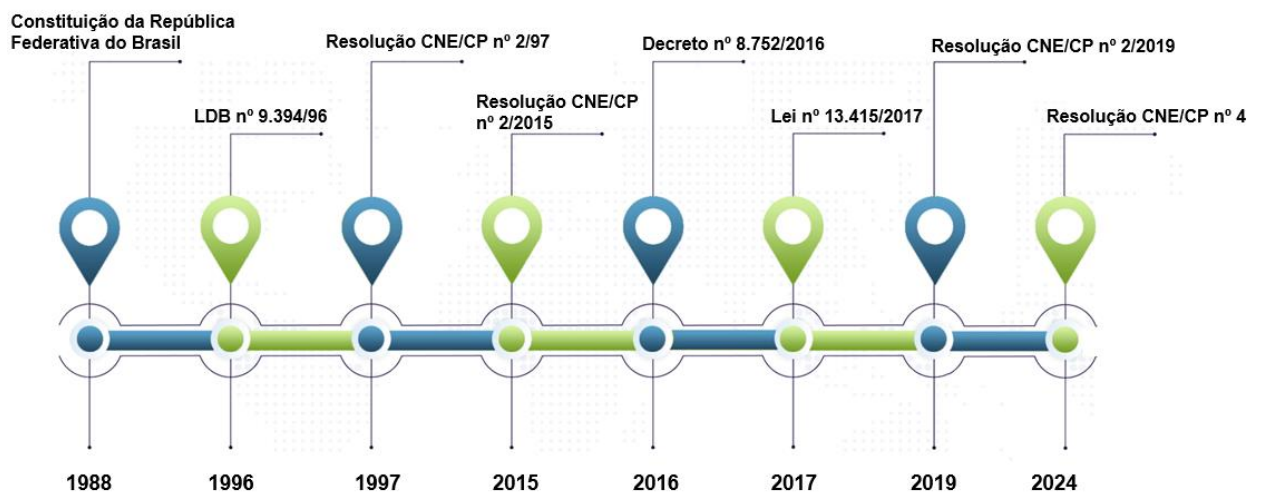 Constituição da República
Federativa do Brasil
LDB nº 9.394/96
Resolução CNE/CP nº 2/97
Resolução CNE/CP
nº 2/2015
Decreto nº 8.752/2016
Lei nº 13.415/2017
Resolução CNE/CP nº 2/2019
Resolução CNE/CP nº 4
1988
1996
1997
2015
2016
2017
2019
2024